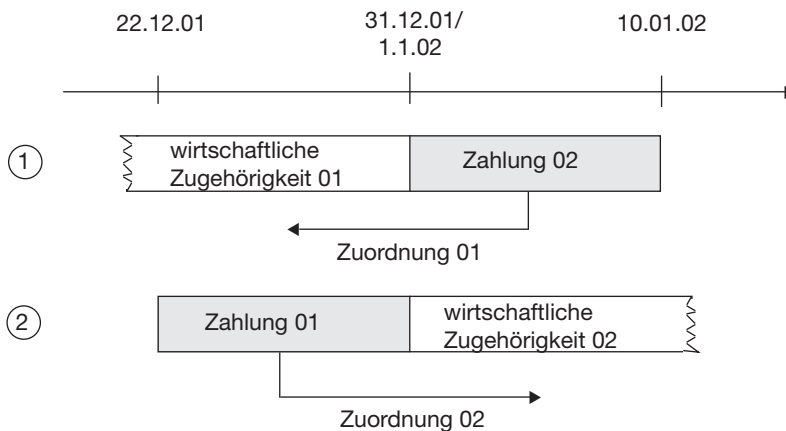 22.12.01
31.12.01/
1.1.02
10.01.02
1
wirtschaftliche
Zugehörigkeit 01
Zahlung 02
Zuordnung 01
2
Zahlung 01
wirtschaftliche
Zugehörigkeit 02
Zuordnung 02